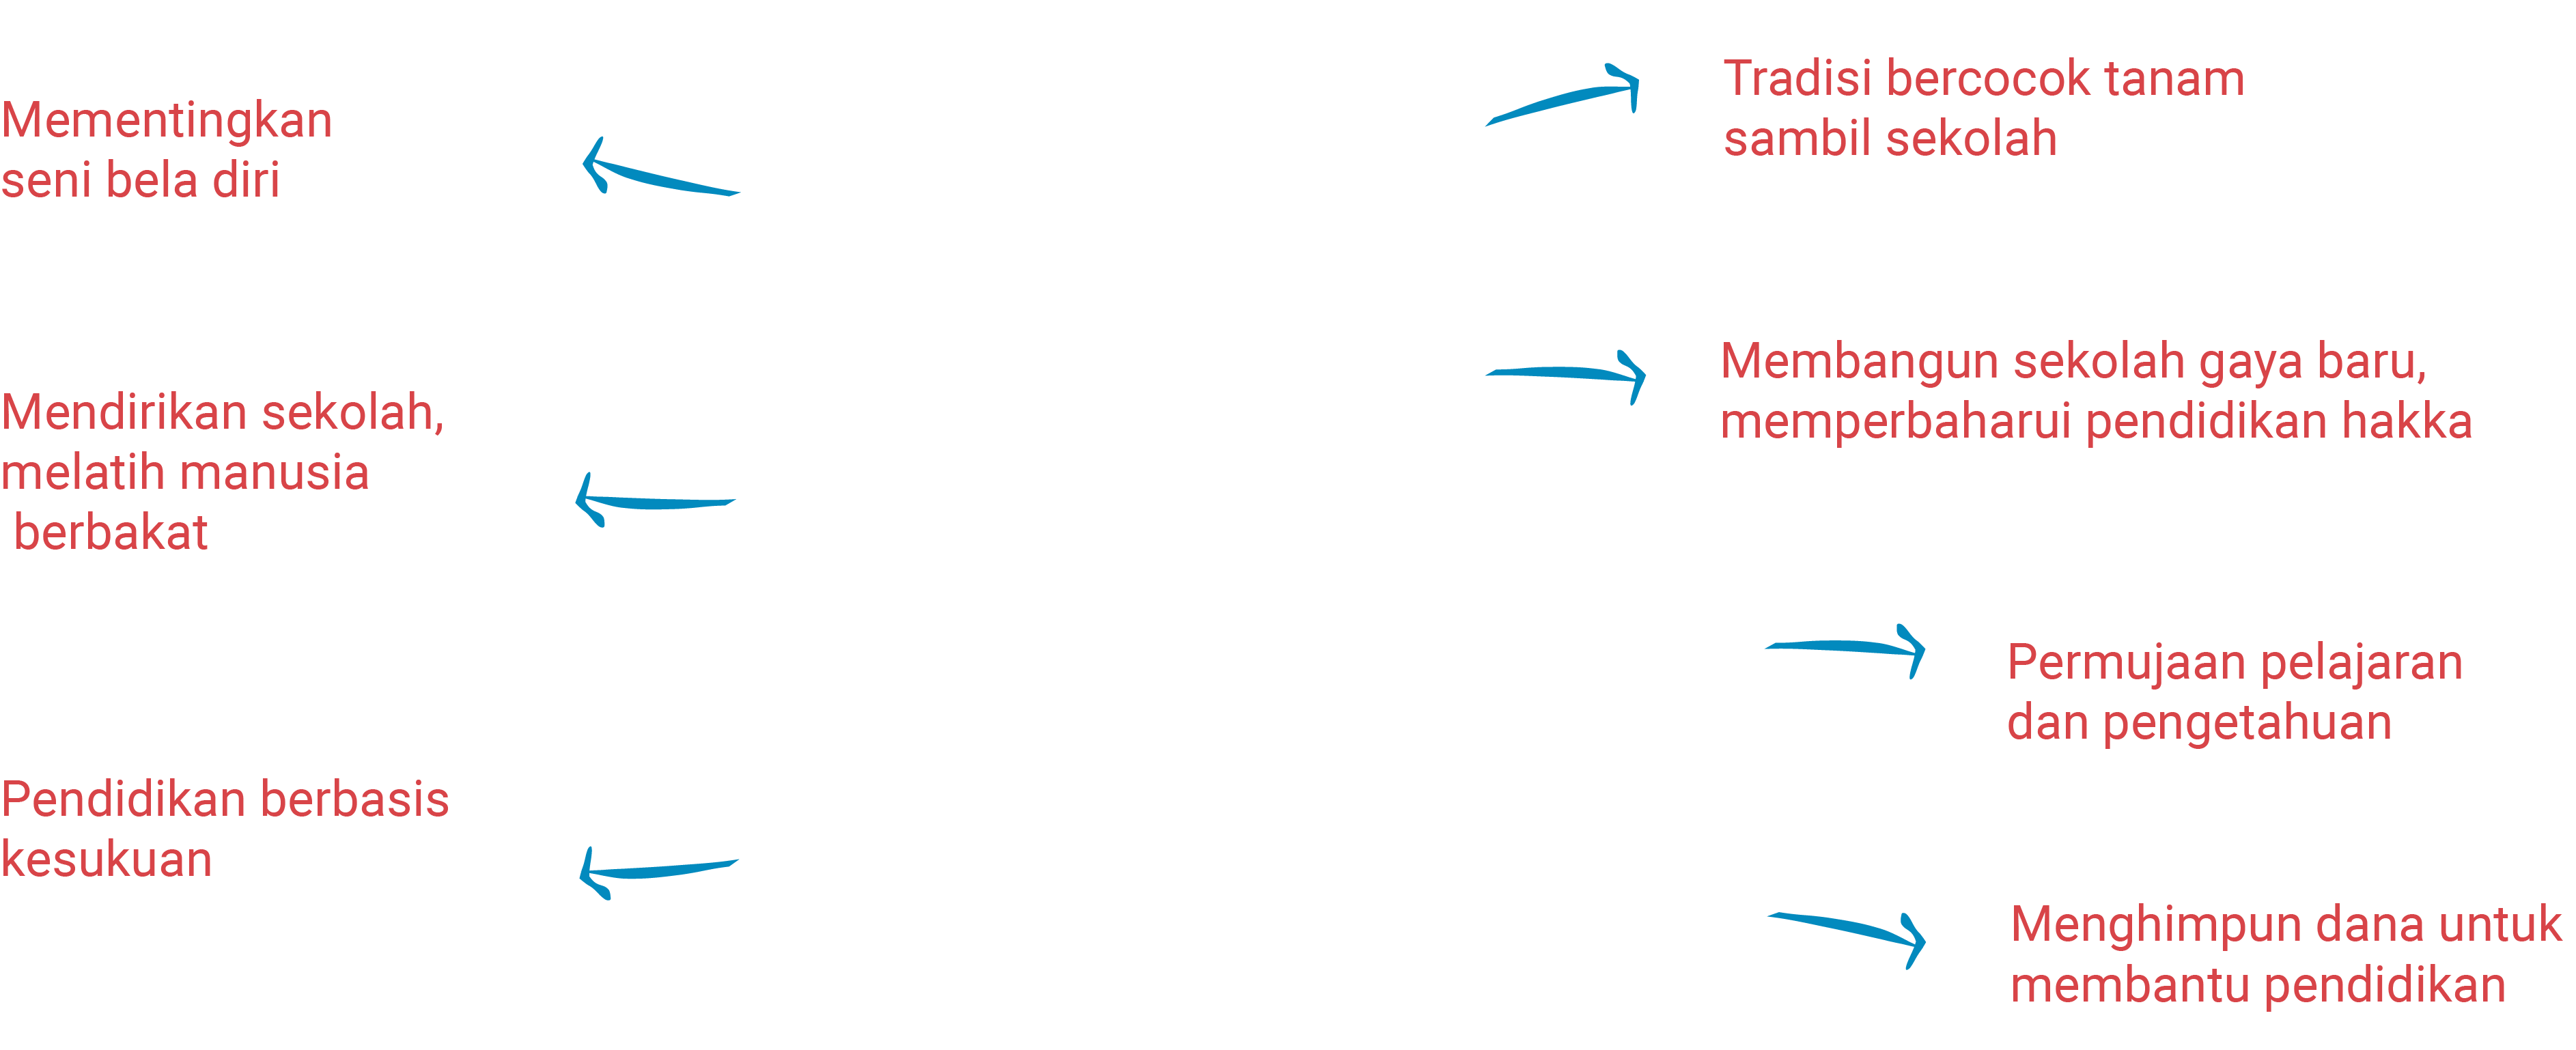 Mementingkan
seni bela diri
Mendirikan sekolah,
melatih manusia
berbakat
Pendidikan berbasis
kesukuan
Tradisi bercocok tanam
sambil sekolah
Membangun sekolah gaya baru,
memperbaharui pendidikan hakka
Permujaan pelajaran
dan pengetahuan
Menghimpun dana untuk
membantu pendidikan